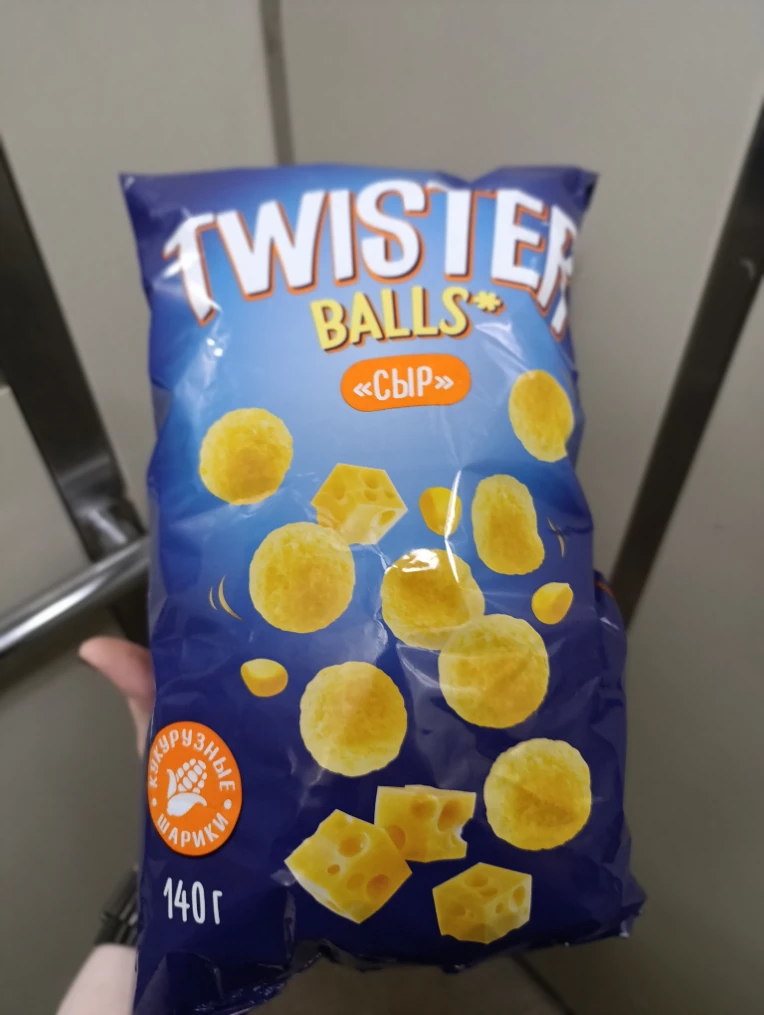 TWISTER
BALLS*
«СЫР»
КУКУРУЗНЫЕ
ШАРИКИ
140 г